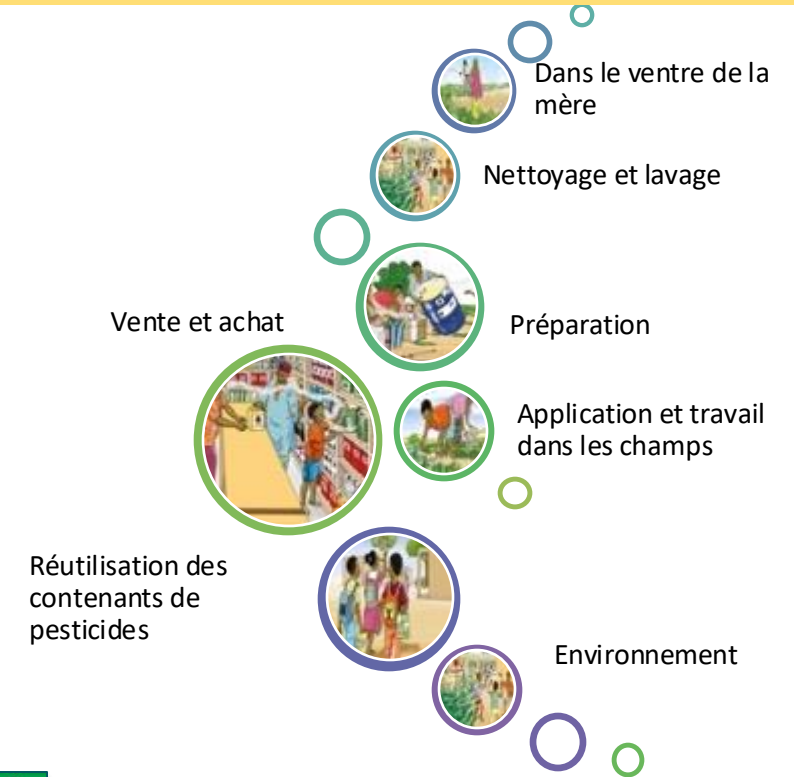 Dans le ventre de la
mère
Nettoyage et lavage
Vente et achat
Préparation
Application et travail
dans les champs
Réutilisation des
contenants de
pesticides
Environnement